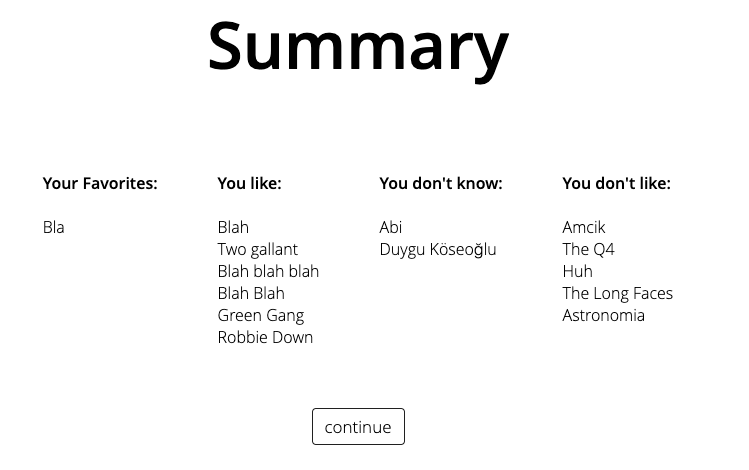 Summary
Your Favorites:
Bla
You like:
Blah
Two gallant
Blah blah blah
Blah Blah
Green Gang
Robbie Down
You don't know:
Abi
Duygu Köseoğlu
You don't like:
Amcik
The Q4
Huh
The Long Faces
Astronomia
continue